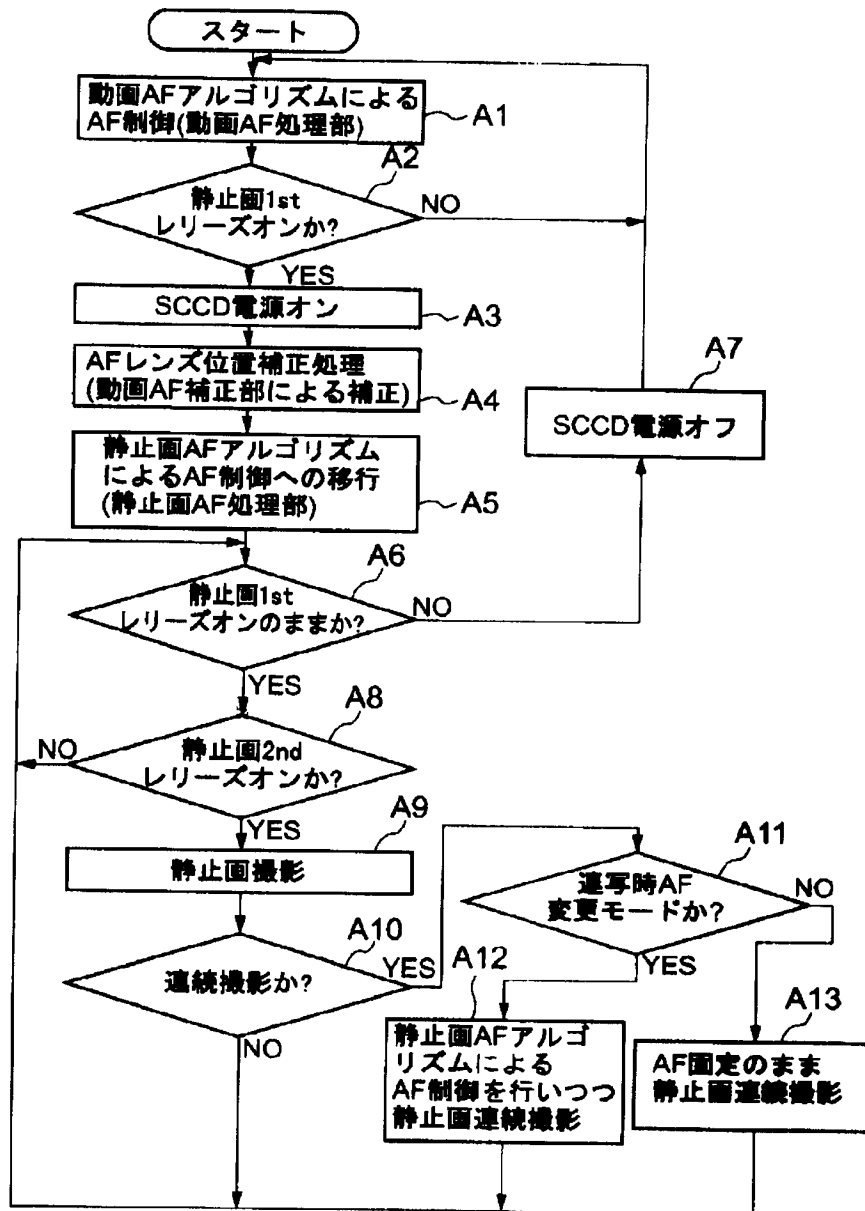 スタート
動画AFアルゴリズムによる
AF制御(動画AF処理部)
A1
A2
静止画1st
レリーズオンか?
NO
YES
SCCD電源オン
A3
AFレンズ位置補正処理
(動画AF補正部による補正)
A4
A7
SCCD電源オフ
静止画AFアルゴリズム
によるAF制御への移行
(静止画AF処理部)
A5
A6
静止画1st
レリーズオンのままか?
NO
YES
A8
NO
静止画2nd
レリーズオンか?
YES
A9
静止画撮影
A11
連写時AF
変更モードか?
NO
YES
A10
連続撮影か?
YES
NO
A12
静止画AFアルゴ
リズムによる
AF制御を行いつつ
静止画連続撮影
A13
AF固定のまま
静止画連続撮影